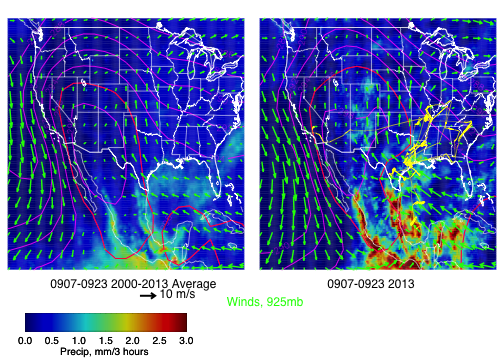 0907-0923 2000-2013 Average
0907-0923 2013
10 m/s
Winds, 925mb
0.0 0.5 1.0 1.5 2.0 2.5 3.0
Precip, mm/3 hours